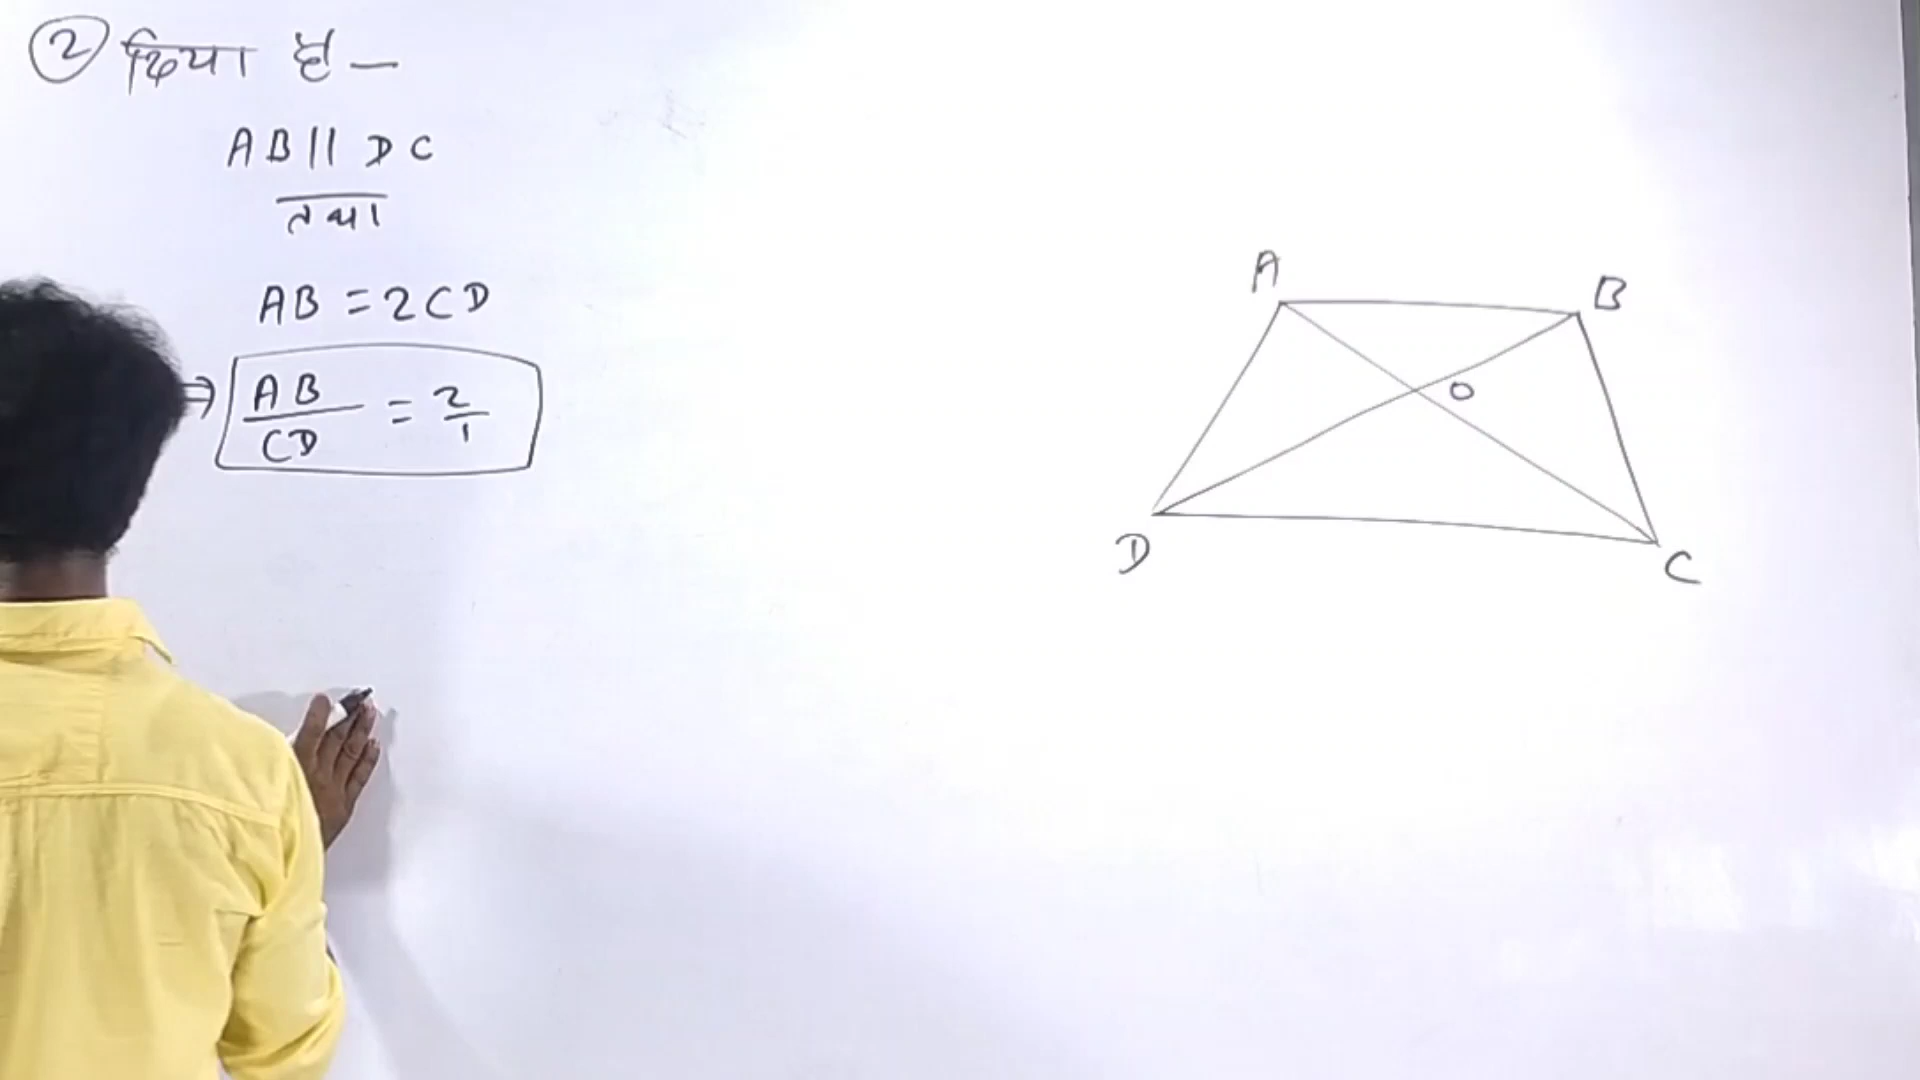 ② दिया है —
AB || DC
तथा
AB = 2CD
⇒ AB/CD = 2/1
A
B
O
D
C